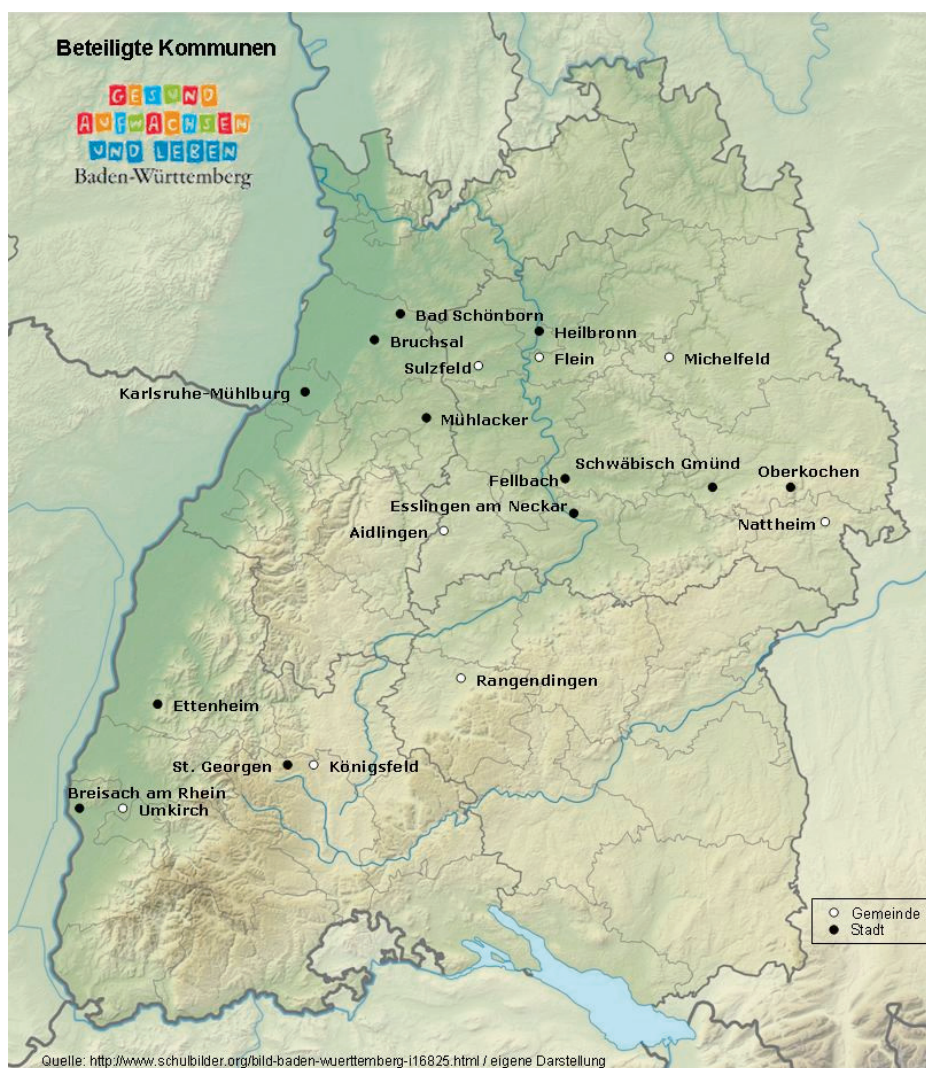 Beteiligte Kommunen
GESUND
AUFWACHSEN
UND LEBEN
Baden-Württemberg
Bad Schönborn
Heilbronn
Bruchsal
Flein
Michelfeld
Sulzfeld
Karlsruhe-Mühlburg
Mühlacker
Schwäbisch Gmünd
Oberkochen
Fellbach
Esslingen am Neckar
Nattheim
Aidlingen
Rangendingen
Ettenheim
St. Georgen
Königsfeld
Breisach am Rhein
Umkirch
Gemeinde
Stadt
Quelle: http://www.schulbilder.org/bild-baden-wuerttemberg-i16825.html / eigene Darstellung